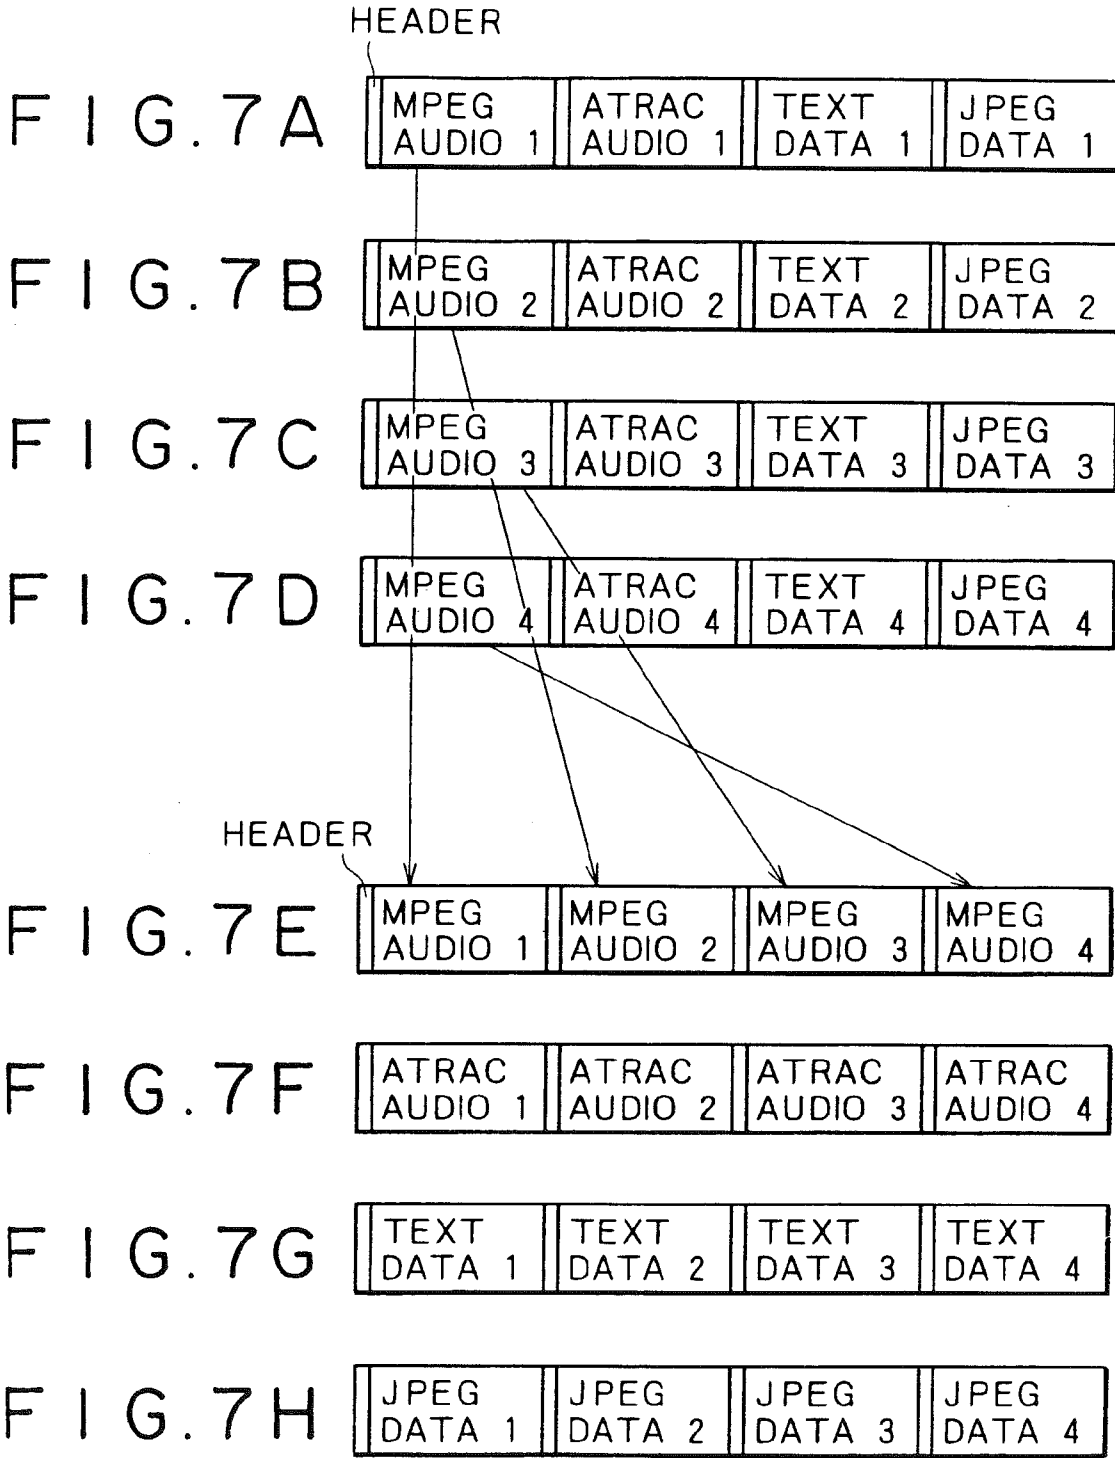 HEADER
FIG.7A
MPEG AUDIO 1 ATRAC AUDIO 1 TEXT DATA 1 JPEG DATA 1
FIG.7B
MPEG AUDIO 2 ATRAC AUDIO 2 TEXT DATA 2 JPEG DATA 2
FIG.7C
MPEG AUDIO 3 ATRAC AUDIO 3 TEXT DATA 3 JPEG DATA 3
FIG.7D
MPEG AUDIO 4 ATRAC AUDIO 4 TEXT DATA 4 JPEG DATA 4
HEADER
FIG.7E
MPEG AUDIO 1 MPEG AUDIO 2 MPEG AUDIO 3 MPEG AUDIO 4
FIG.7F
ATRAC AUDIO 1 ATRAC AUDIO 2 ATRAC AUDIO 3 ATRAC AUDIO 4
FIG.7G
TEXT DATA 1 TEXT DATA 2 TEXT DATA 3 TEXT DATA 4
FIG.7H
JPEG DATA 1 JPEG DATA 2 JPEG DATA 3 JPEG DATA 4